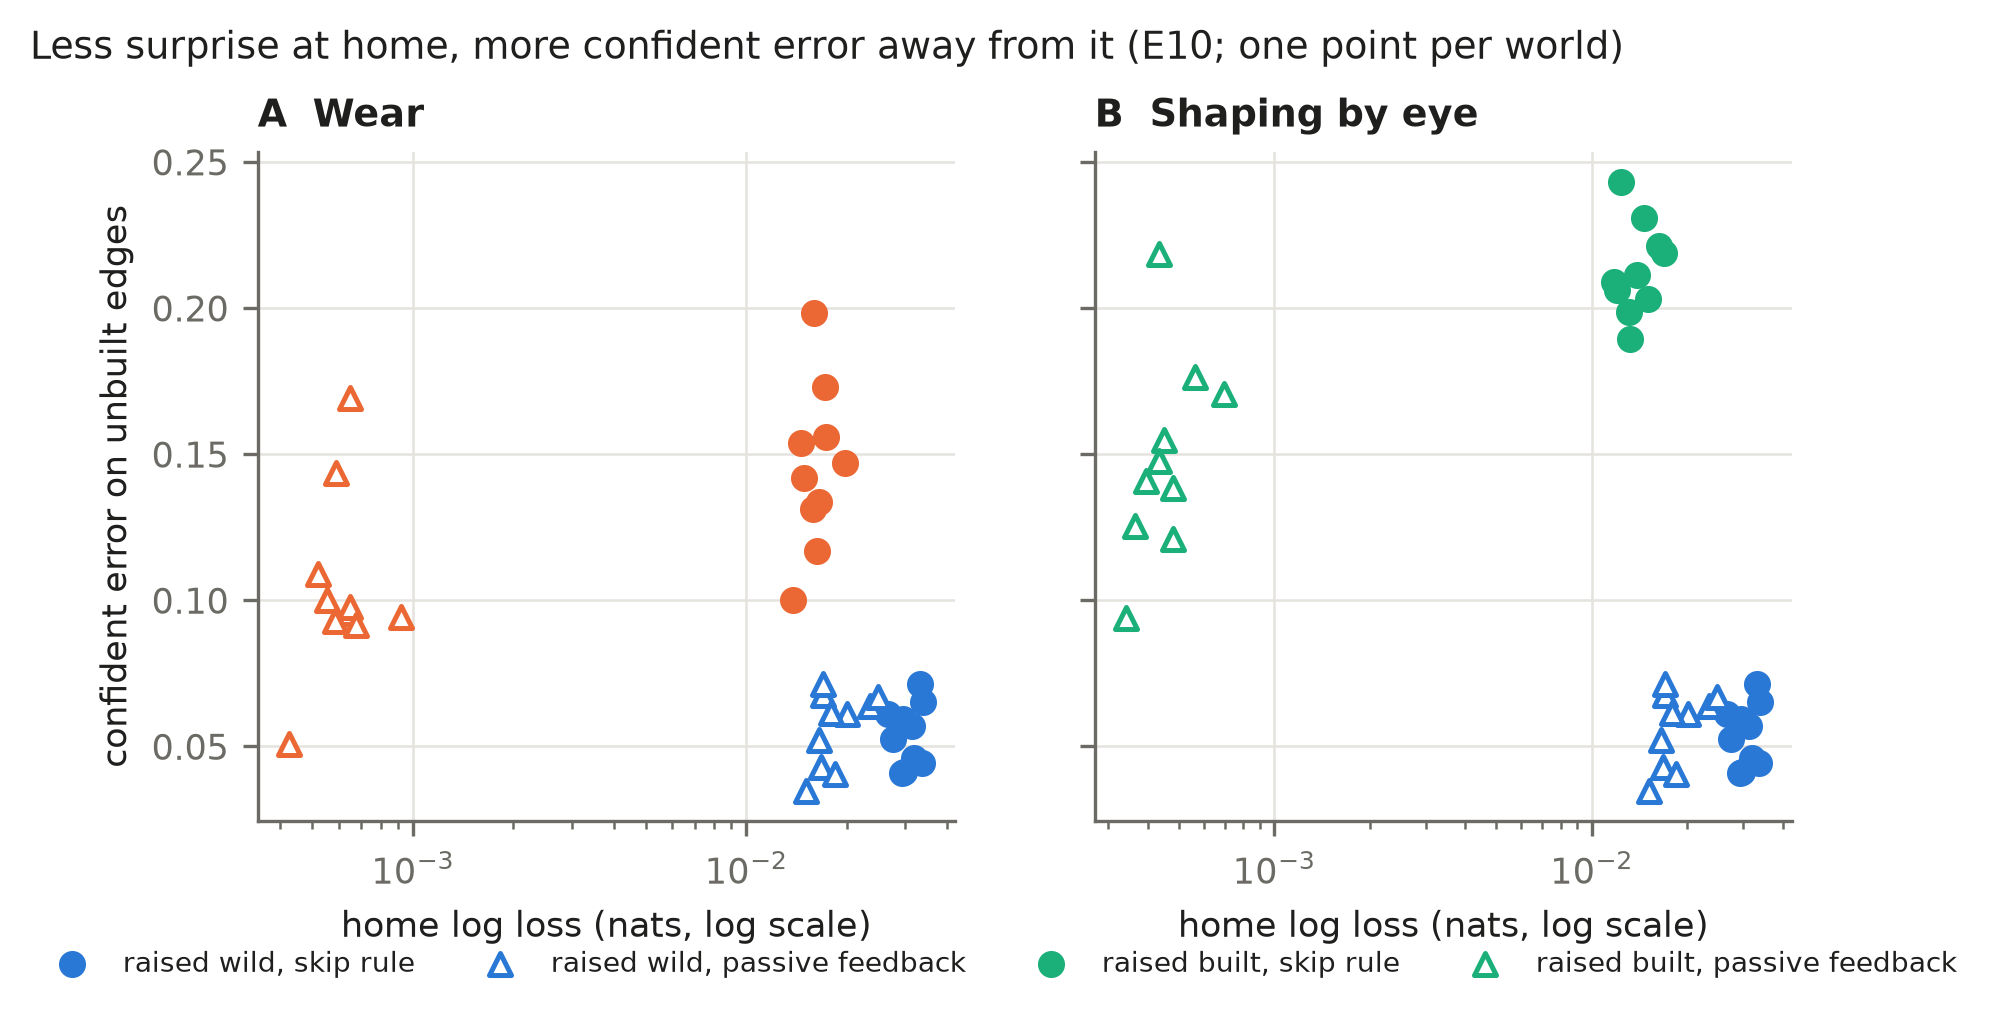 Less surprise at home, more confident error away from it (E10; one point per world)
A Wear
B Shaping by eye
confident error on unbuilt edges
0.25
0.20
0.15
0.10
0.05
10⁻³
10⁻²
10⁻³
10⁻²
home log loss (nats, log scale)
home log loss (nats, log scale)
raised wild, skip rule
raised wild, passive feedback
raised built, skip rule
raised built, passive feedback